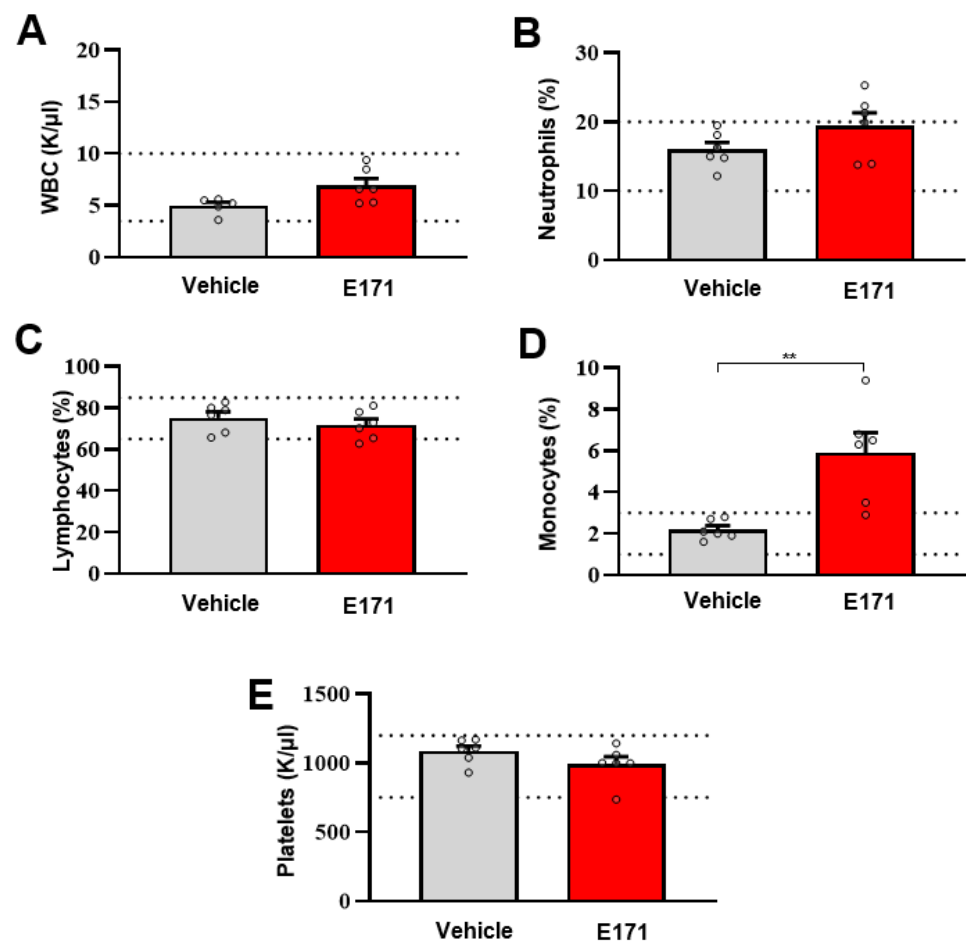 A
WBC (K/µl)
20
15
10
5
0
Vehicle
E171
B
Neutrophils (%)
30
20
10
0
Vehicle
E171
C
Lymphocytes (%)
100
80
60
40
20
0
Vehicle
E171
D
Monocytes (%)
10
8
6
4
2
0
**
Vehicle
E171
E
Platelets (K/µl)
1500
1000
500
0
Vehicle
E171